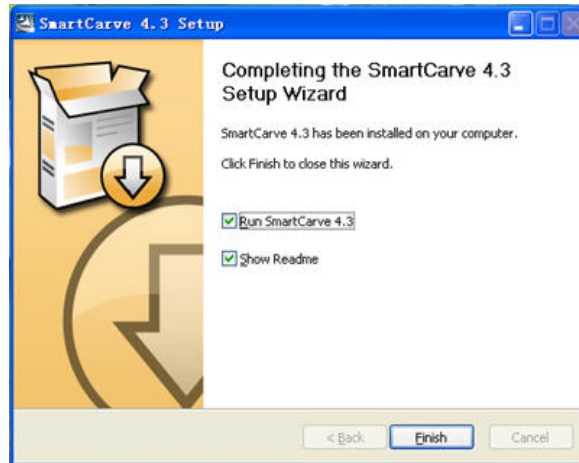 SmartCarve 4.3 Setup
Completing the SmartCarve 4.3
Setup Wizard
SmartCarve 4.3 has been installed on your computer.
Click Finish to close this wizard.
Run SmartCarve 4.3
Show Readme
< Back
Finish
Cancel